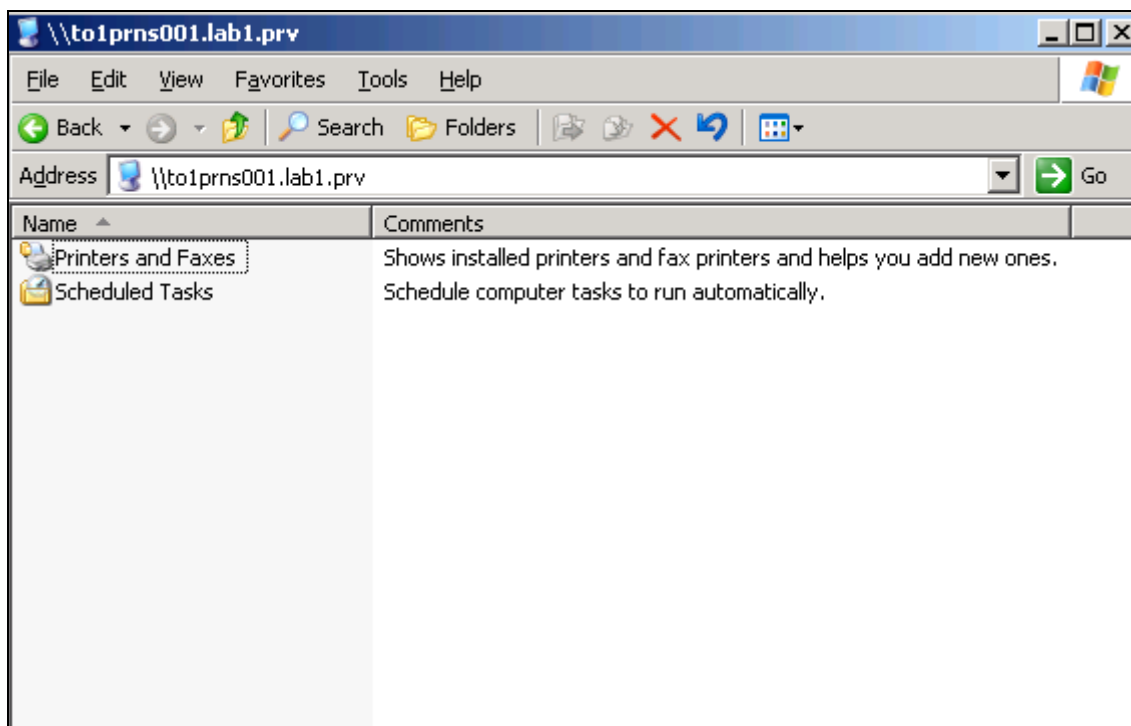 \\to1prns001.lab1.prv
File Edit View Favorites Tools Help
Back Search Folders
Address \\to1prns001.lab1.prv Go
Name Comments
Printers and Faxes Shows installed printers and fax printers and helps you add new ones.
Scheduled Tasks Schedule computer tasks to run automatically.